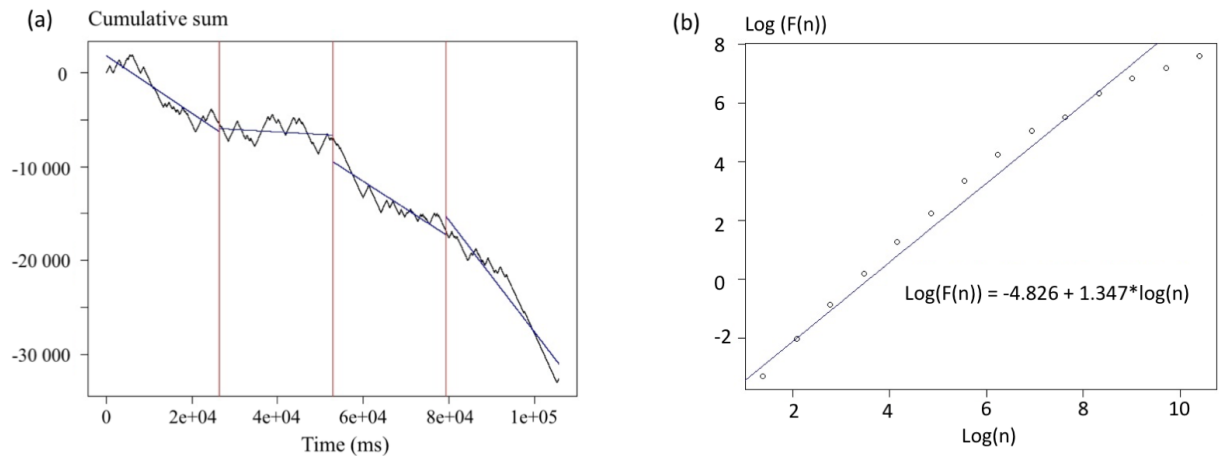 (a)
Cumulative sum
0
-10 000
-20 000
-30 000
0 2e+04 4e+04 6e+04 8e+04 1e+05
Time (ms)
(b)
Log (F(n))
8
6
4
2
0
-2
Log(F(n)) = -4.826 + 1.347*log(n)
2 4 6 8 10
Log(n)